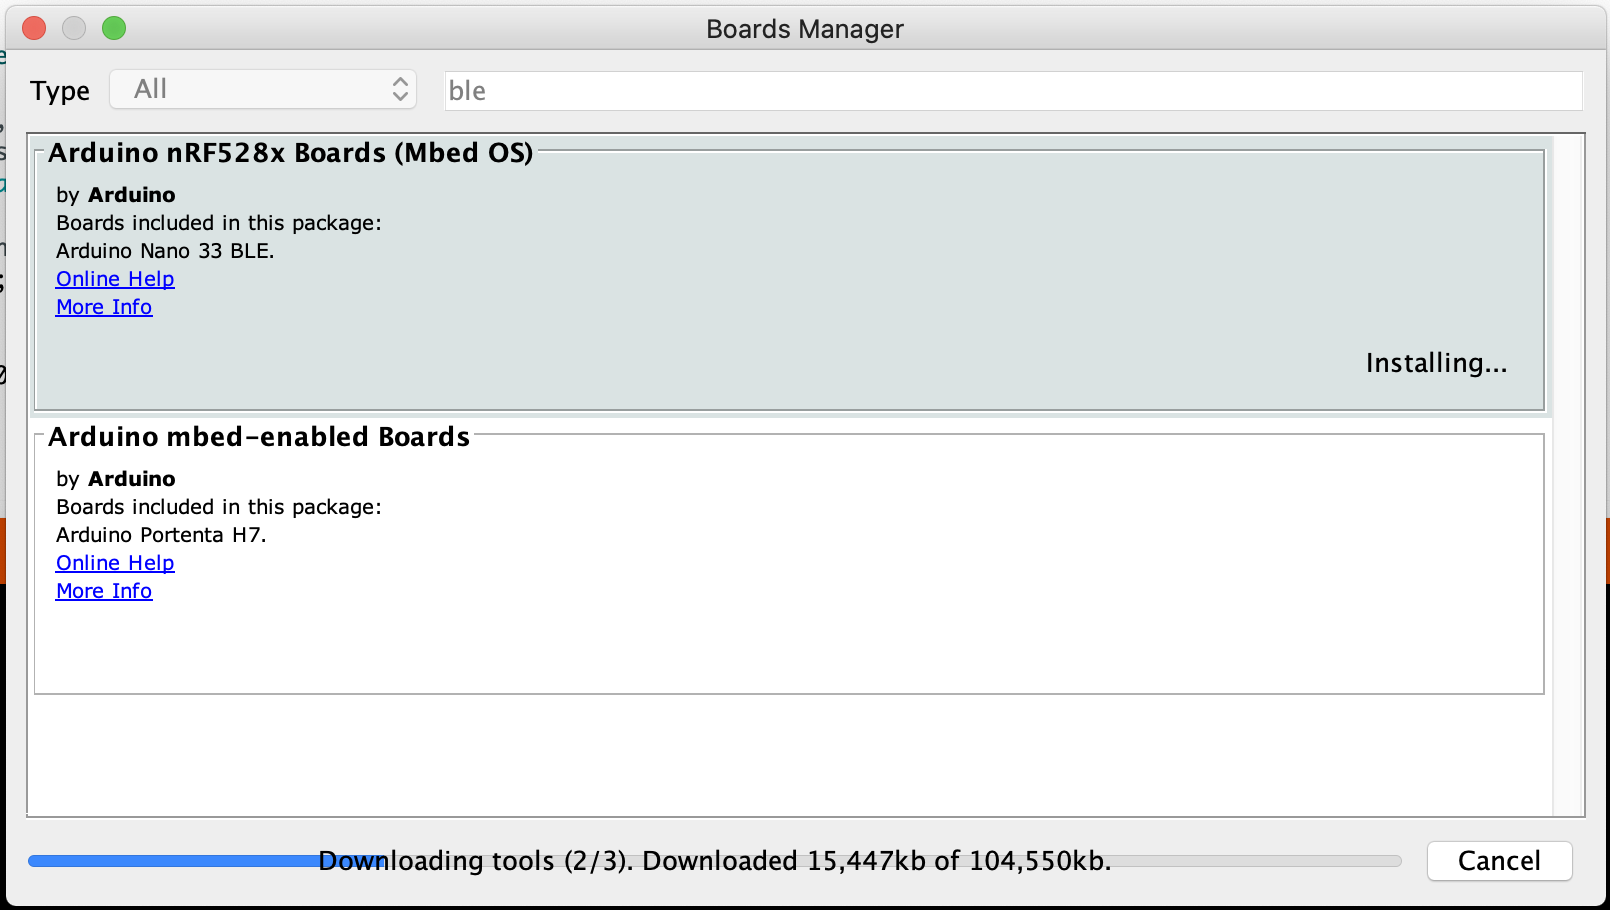 Boards Manager
Type All ble
Arduino nRF528x Boards (Mbed OS)
by Arduino
Boards included in this package:
Arduino Nano 33 BLE.
Online Help
More Info
Installing...
Arduino mbed-enabled Boards
by Arduino
Boards included in this package:
Arduino Portenta H7.
Online Help
More Info
Downloading tools (2/3). Downloaded 15,447kb of 104,550kb.
Cancel